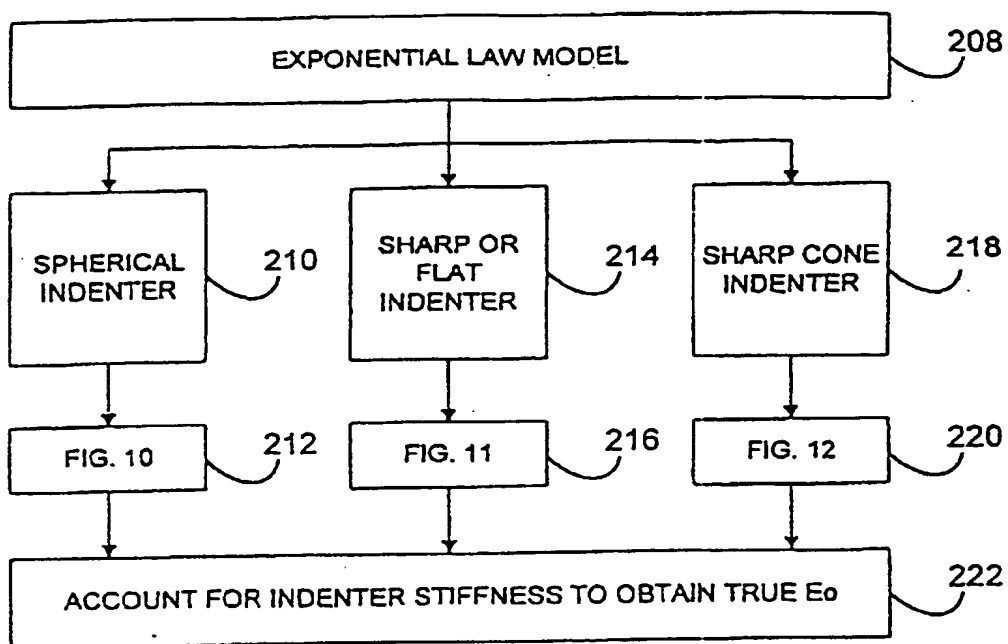 EXPONENTIAL LAW MODEL
208
SPHERICAL
INDENTER
210
SHARP OR
FLAT
INDENTER
214
SHARP CONE
INDENTER
218
FIG. 10
212
FIG. 11
216
FIG. 12
220
ACCOUNT FOR INDENTER STIFFNESS TO OBTAIN TRUE Eo
222